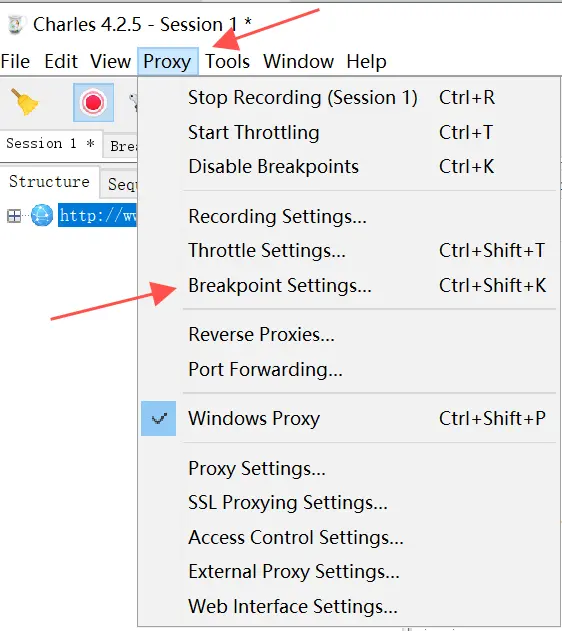 Charles 4.2.5 - Session 1 *
File Edit View Proxy Tools Window Help
Stop Recording (Session 1) Ctrl+R
Start Throttling Ctrl+T
Session 1 *
Disable Breakpoints Ctrl+K
Structure
Recording Settings...
http://w
Throttle Settings... Ctrl+Shift+T
Breakpoint Settings... Ctrl+Shift+K
Reverse Proxies...
Port Forwarding...
Windows Proxy Ctrl+Shift+P
Proxy Settings...
SSL Proxying Settings...
Access Control Settings...
External Proxy Settings...
Web Interface Settings...